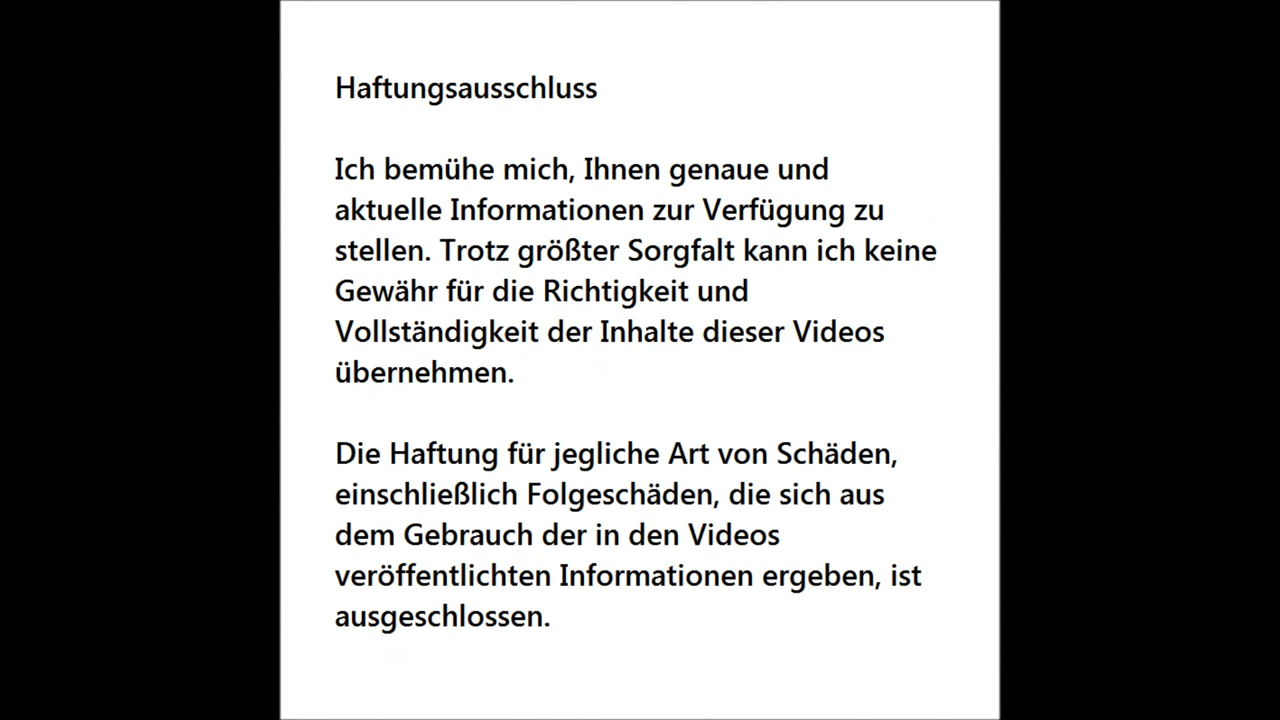 Haftungsausschluss
Ich bemühe mich, Ihnen genaue und
aktuelle Informationen zur Verfügung zu
stellen. Trotz größter Sorgfalt kann ich keine
Gewähr für die Richtigkeit und
Vollständigkeit der Inhalte dieser Videos
übernehmen.
Die Haftung für jegliche Art von Schäden,
einschließlich Folgeschäden, die sich aus
dem Gebrauch der in den Videos
veröffentlichten Informationen ergeben, ist
ausgeschlossen.